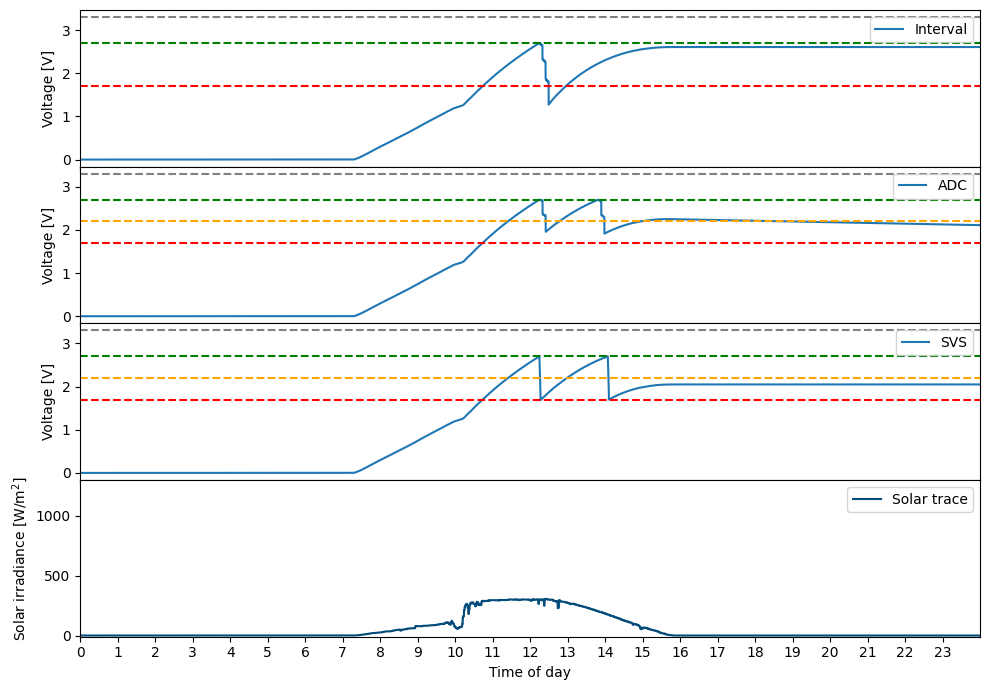 Voltage [V]
3
2
1
0
Interval
Voltage [V]
3
2
1
0
ADC
Voltage [V]
3
2
1
0
SVS
Solar irradiance [W/m²]
1000
500
0
Solar trace
0 1 2 3 4 5 6 7 8 9 10 11 12 13 14 15 16 17 18 19 20 21 22 23
Time of day